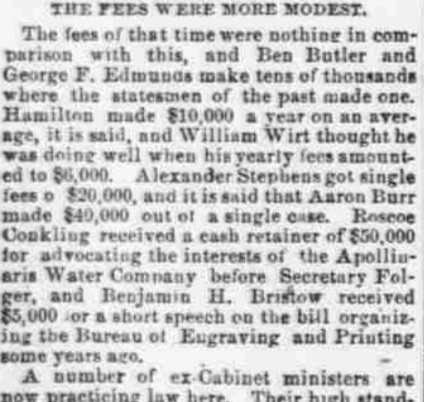 THE FEES WERE MORE MODEST.
The fees of that time were nothing in com-
parison with this, and Ben Butler and
George F. Edmunds make tens of thousands
where the statesmen of the past made one.
Hamilton made $10,000 a year on an aver-
age, it is said, and William Wirt thought he
was doing well when his yearly fees amount-
ed to $6,000. Alexander Stephens got single
fees o $20,000, and it is said that Aaron Burr
made $40,000 out of a single case. Roscoe
Conkling received a cash retainer of $50,000
for advocating the interests of the Apollin-
aris Water Company before Secretary Fol-
ger, and Benjamin H. Bristow received
$5,000 for a short speech on the bill organiz-
ing the Bureau of Engraving and Printing
some years ago.
A number of ex-Cabinet ministers are
now practicing law here. Their high stand-